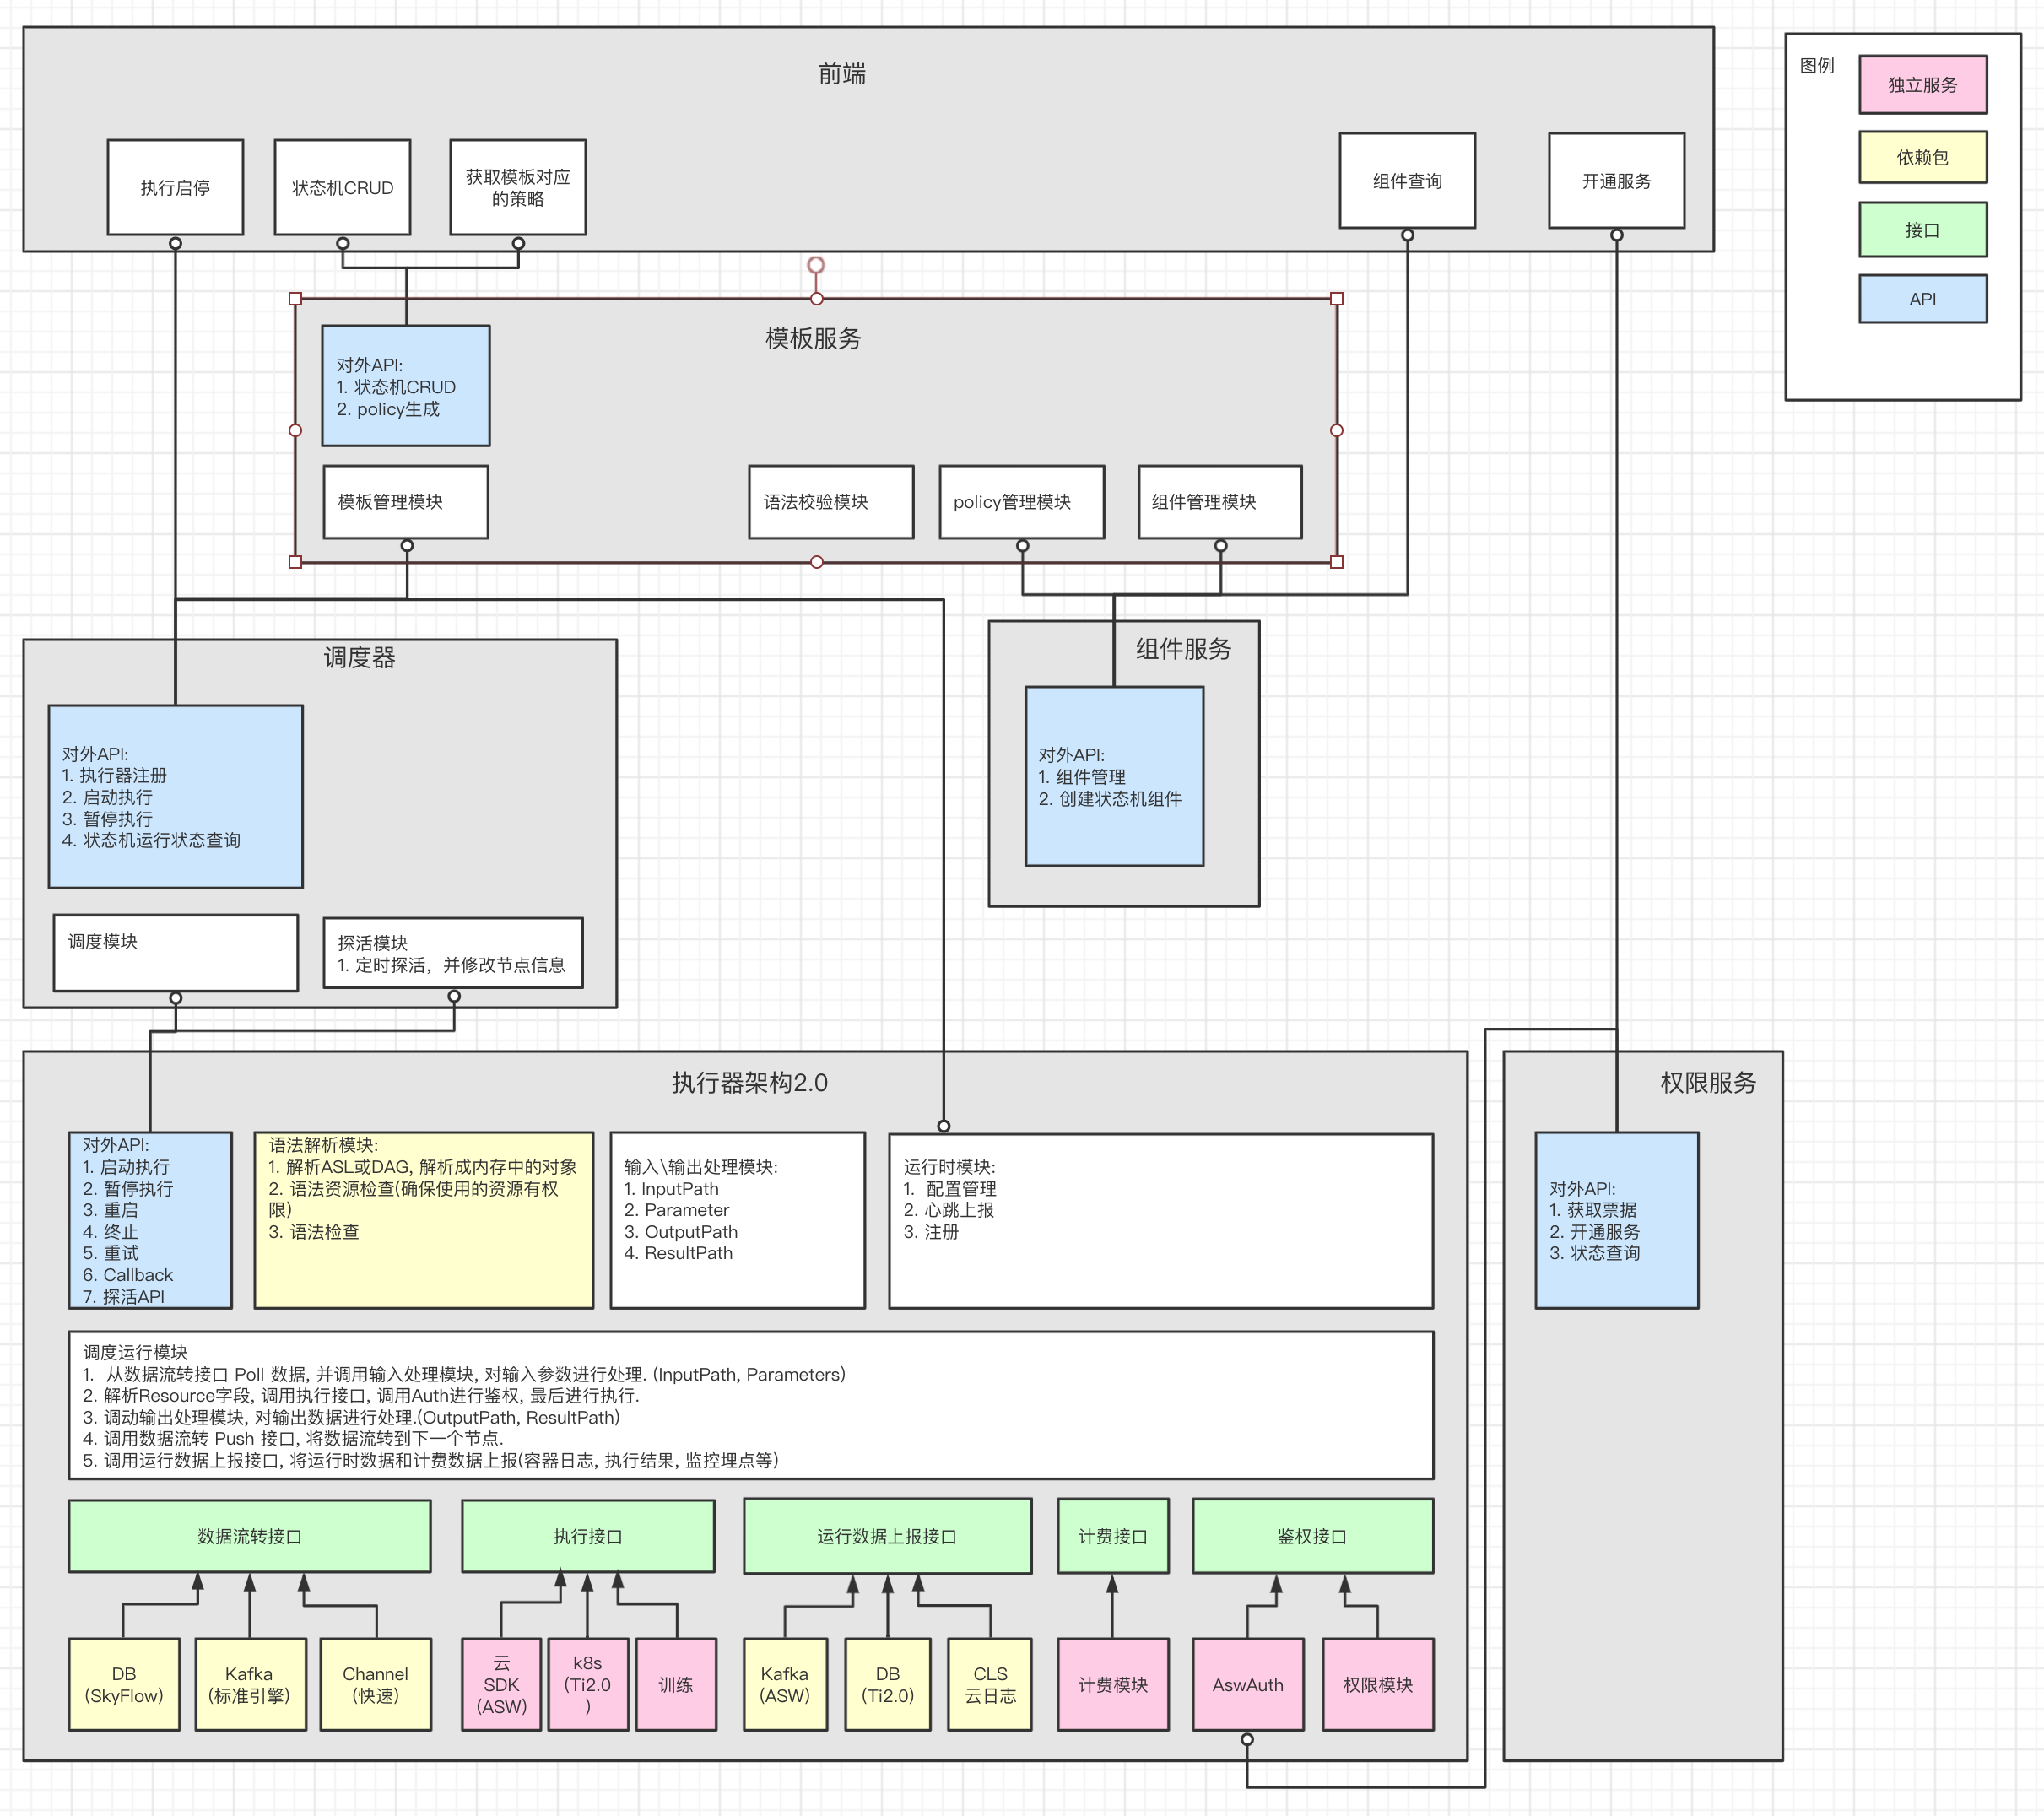 前端
图例
独立服务
依赖包
接口
API
执行启停
状态机CRUD
获取模板对应
的策略
组件查询
开通服务
模板服务
对外API:
1. 状态机CRUD
2. policy生成
模板管理模块
语法校验模块
policy管理模块
组件管理模块
调度器
对外API:
1. 执行器注册
2. 启动执行
3. 暂停执行
4. 状态机运行状态查询
调度模块
探活模块
1. 定时探活，并修改节点信息
组件服务
对外API:
1. 组件管理
2. 创建状态机组件
执行器架构2.0
对外API:
1. 启动执行
2. 暂停执行
3. 重启
4. 终止
5. 重试
6. Callback
7. 探活API
语法解析模块:
1. 解析ASL或DAG, 解析成内存中的对象
2. 语法资源检查(确保使用的资源有权
限)
3. 语法检查
输入\输出处理模块:
1. InputPath
2. Parameter
3. OutputPath
4. ResultPath
运行时模块:
1. 配置管理
2. 心跳上报
3. 注册
权限服务
对外API:
1. 获取票据
2. 开通服务
3. 状态查询
调度运行模块
1. 从数据流转接口 Poll 数据, 并调用输入处理模块, 对输入参数进行处理. (InputPath, Parameters)
2. 解析Resource字段, 调用执行接口, 调用Auth进行鉴权, 最后进行执行.
3. 调动输出处理模块, 对输出数据进行处理.(OutputPath, ResultPath)
4. 调用数据流转 Push 接口, 将数据流转到下一个节点.
5. 调用运行数据上报接口, 将运行时数据和计费数据上报(容器日志, 执行结果, 监控埋点等)
数据流转接口
执行接口
运行数据上报接口
计费接口
鉴权接口
DB
(SkyFlow)
Kafka
(标准引擎)
Channel
(快速)
云
SDK
(ASW)
k8s
(Ti2.0
)
训练
Kafka
(ASW)
DB
(Ti2.0)
CLS
云日志
计费模块
AswAuth
权限模块